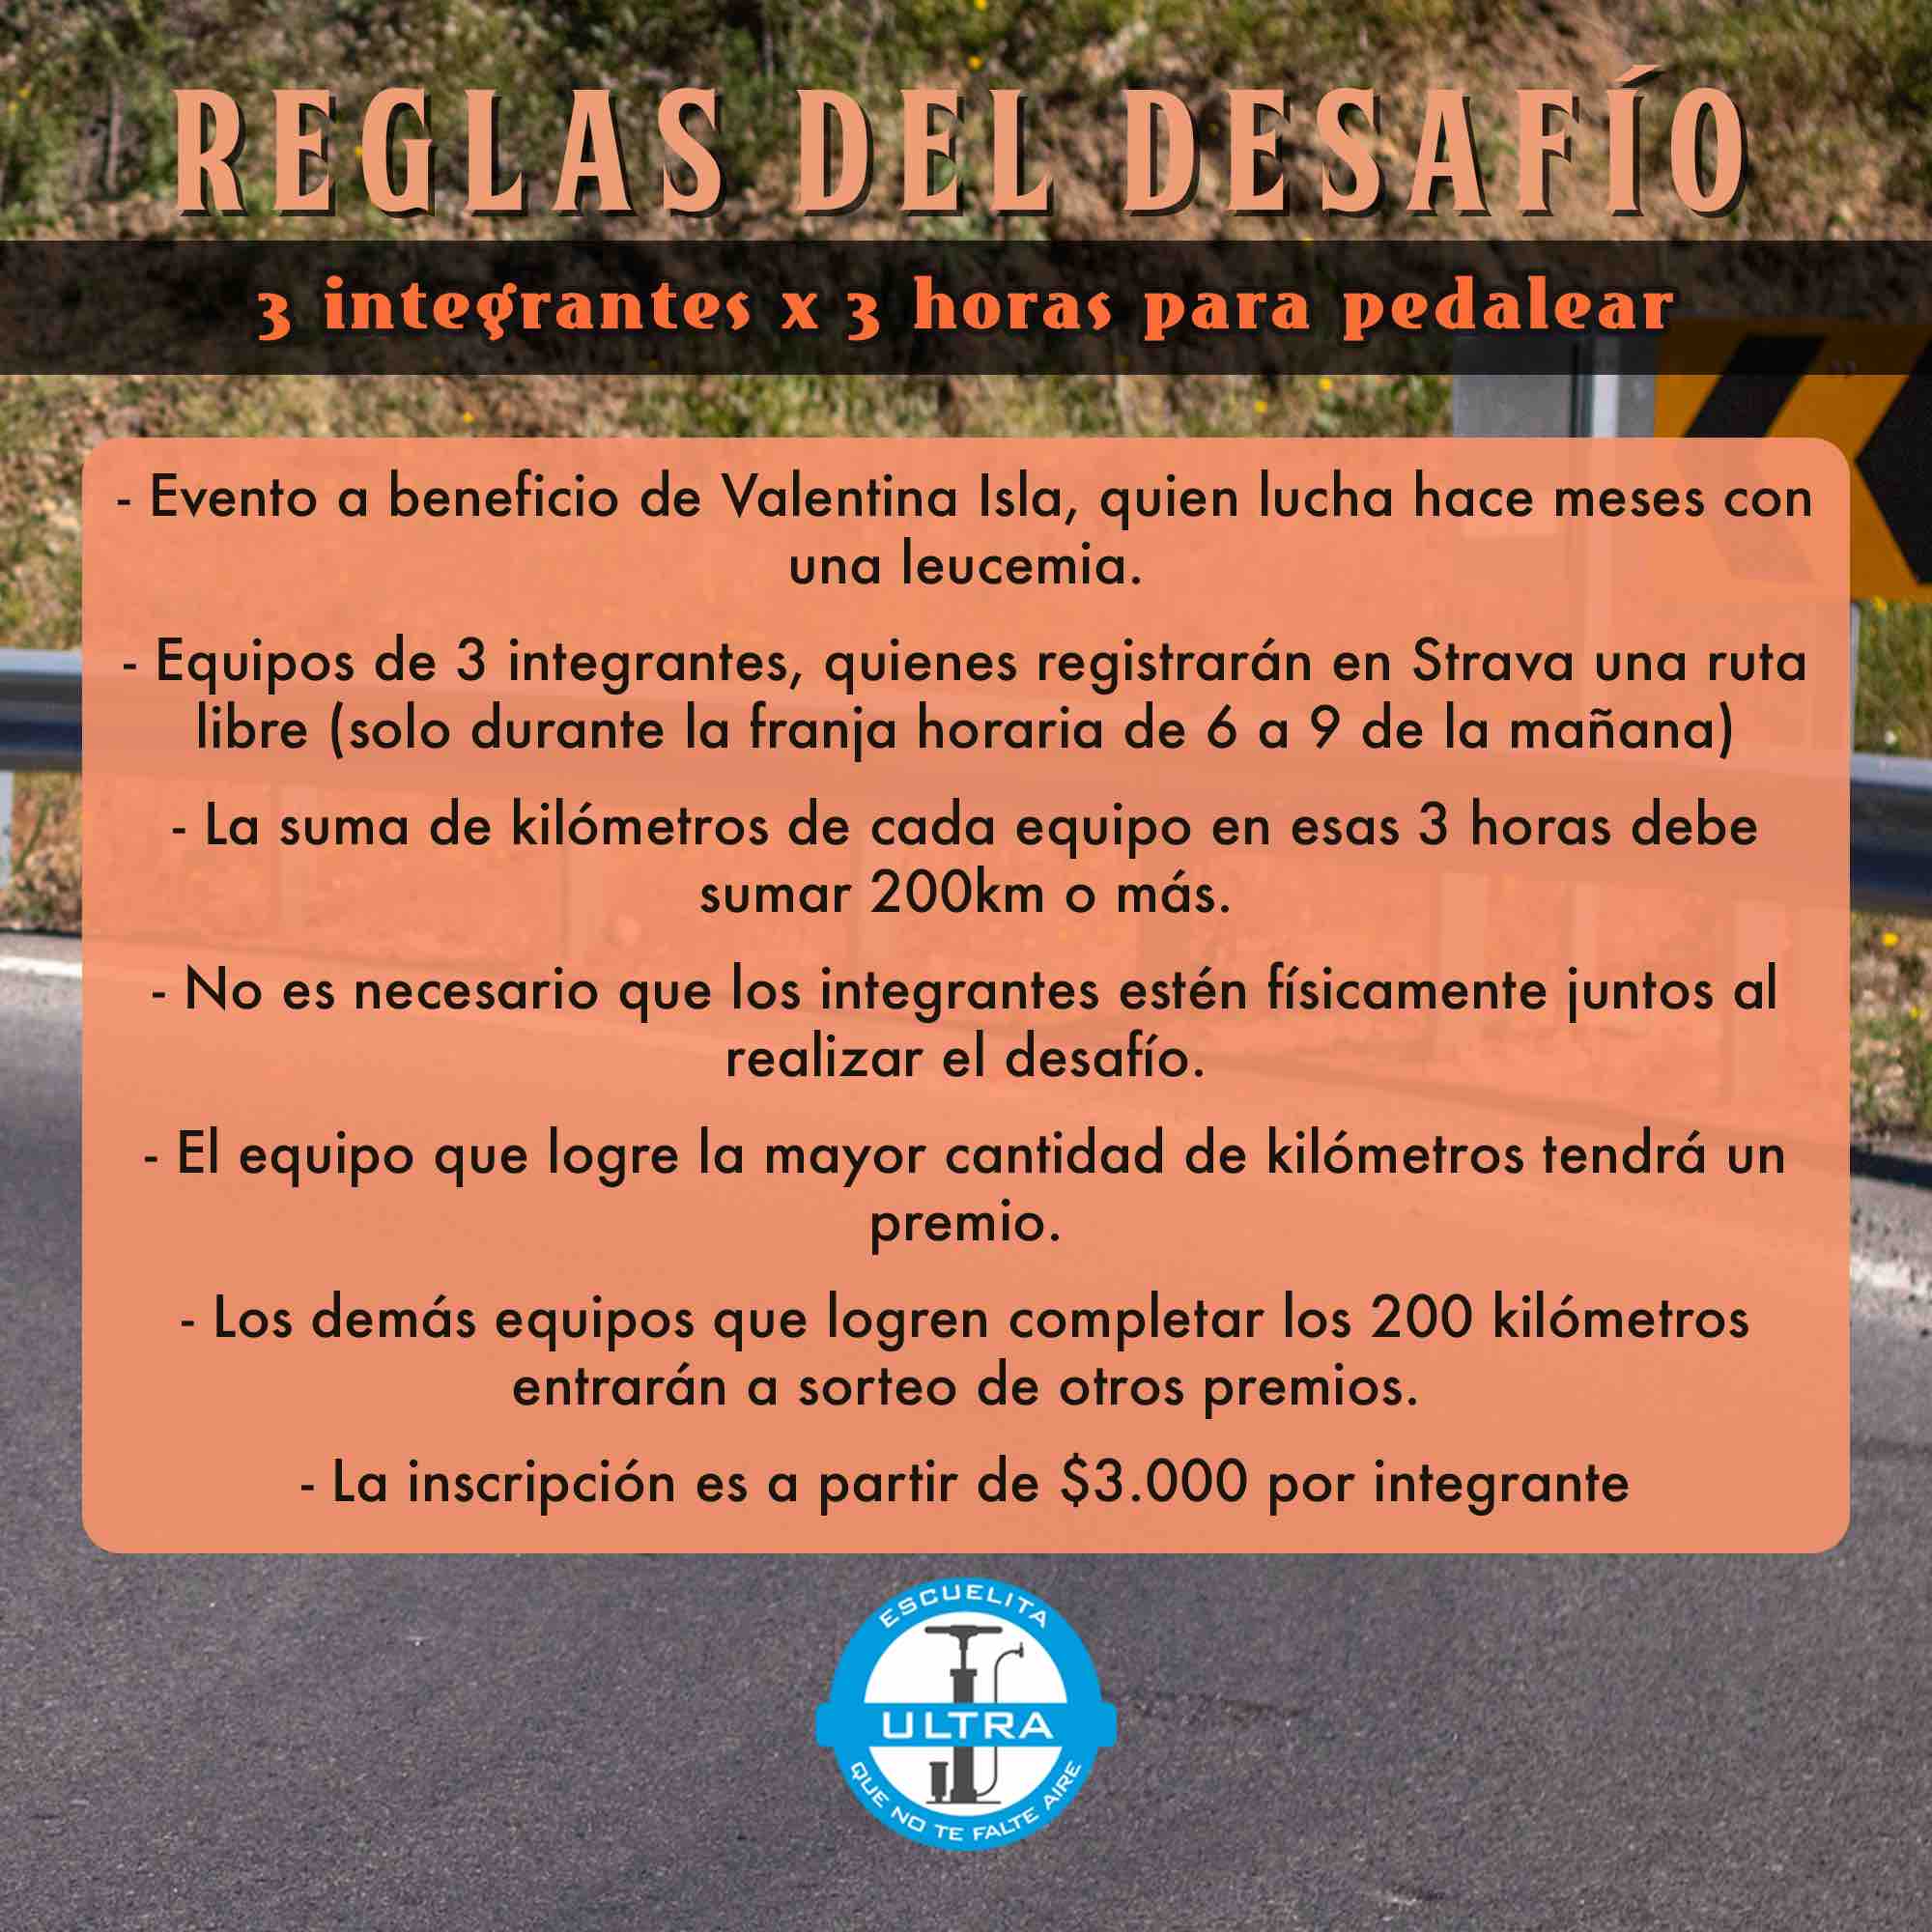 REGLAS DEL DESAFÍO
3 integrantes x 3 horas para pedalear
- Evento a beneficio de Valentina Isla, quien lucha hace meses con
una leucemia.
- Equipos de 3 integrantes, quienes registrarán en Strava una ruta
libre (solo durante la franja horaria de 6 a 9 de la mañana)
- La suma de kilómetros de cada equipo en esas 3 horas debe
sumar 200km o más.
- No es necesario que los integrantes estén físicamente juntos al
realizar el desafío.
- El equipo que logre la mayor cantidad de kilómetros tendrá un
premio.
- Los demás equipos que logren completar los 200 kilómetros
entrarán a sorteo de otros premios.
- La inscripción es a partir de $3.000 por integrante
ESCUELITA
ULTRA
QUE NO TE FALTE AIRE